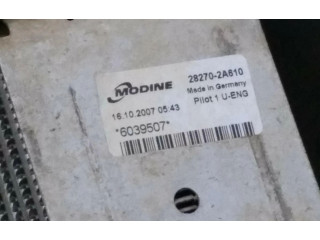 MODINE
28270-2A610
Made in Germany
16.10.2007 05:43
Pilot 1 U-ENG
*6039507*